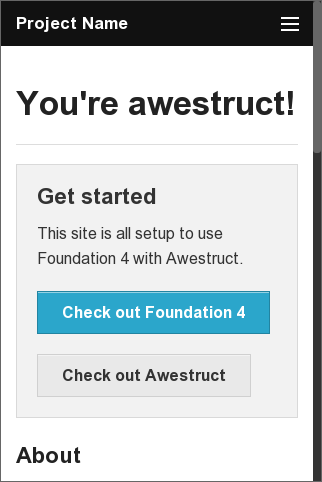 Project Name
You're awestruct!
Get started
This site is all setup to use
Foundation 4 with Awestruct.
Check out Foundation 4
Check out Awestruct
About